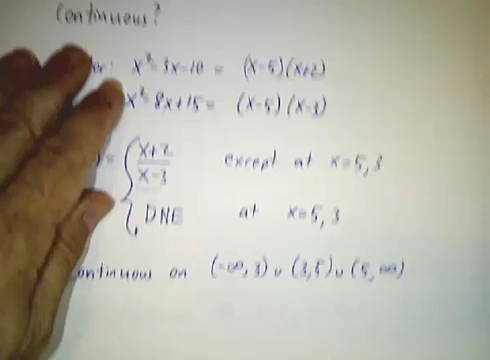 Continuous?
x²-3x-10 = (x-5)(x+2)
x²-8x+15 = (x-5)(x-3)
= { x+2/x-3 except at x=5,3
DNE at x=5,3
continuous on (-∞,3)∪(3,5)∪(5,∞)